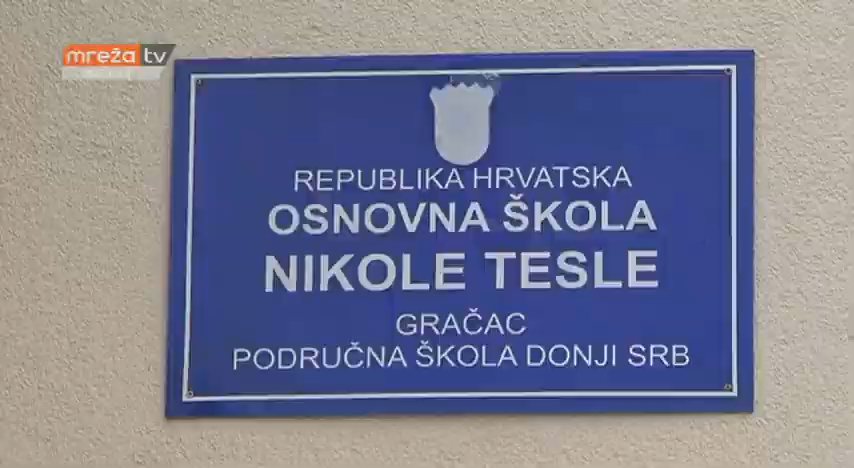 mreža tv
REPUBLIKA HRVATSKA
OSNOVNA ŠKOLA
NIKOLE TESLE
GRAČAC
PODRUČNA ŠKOLA DONJI SRB